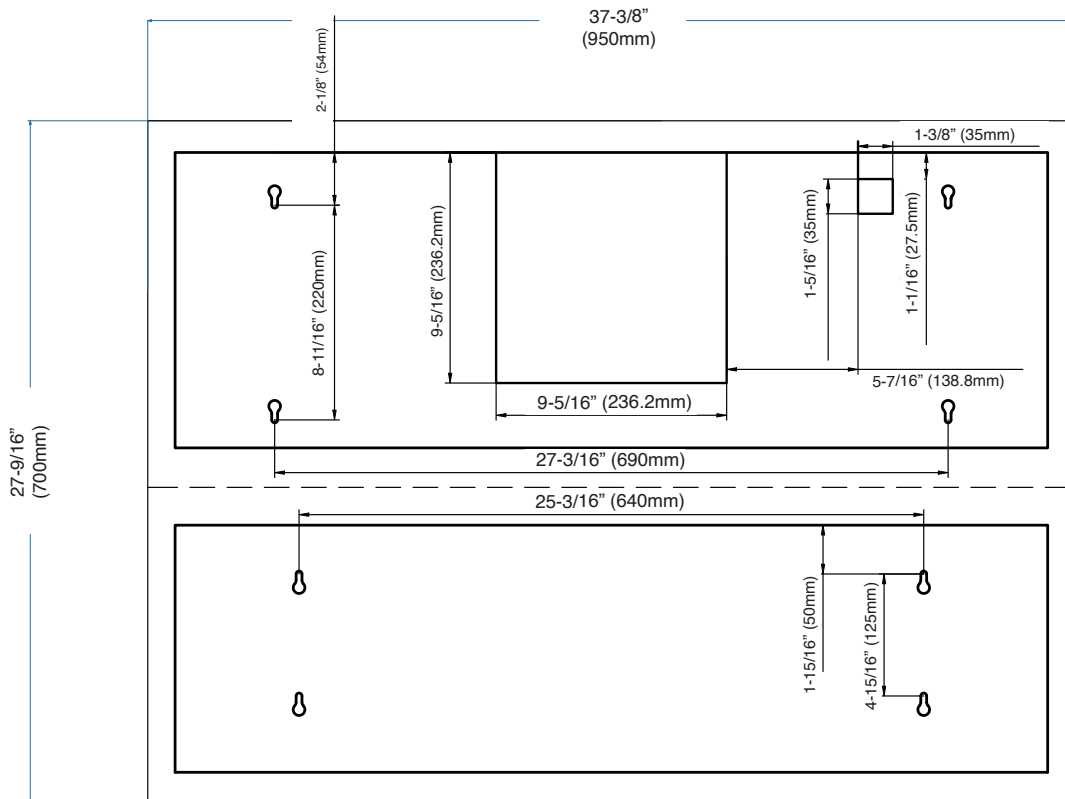 37-3/8”
(950mm)
2-1/8” (54mm)
1-3/8” (35mm)
1-5/16” (35mm)
1-1/16” (27.5mm)
8-11/16” (220mm)
9-5/16” (236.2mm)
5-7/16” (138.8mm)
9-5/16” (236.2mm)
27-9/16”
(700mm)
27-3/16” (690mm)
25-3/16” (640mm)
1-15/16” (50mm)
4-15/16” (125mm)